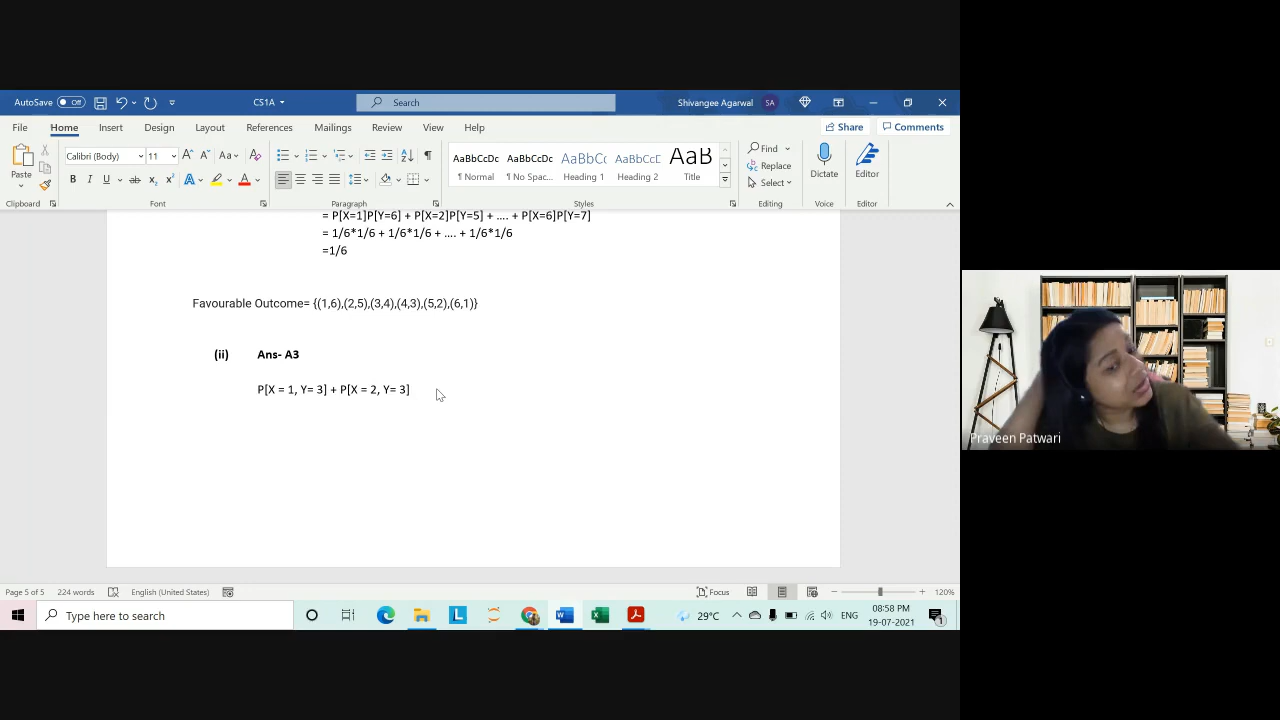 AutoSave Off CS1A Search Shivangee Agarwal SA
File Home Insert Design Layout References Mailings Review View Help Share Comments
Paste Calibri (Body) 11 Aa
AaBbCcDc AaBbCcDc AaBbCc AaBbCcD AaB
¶ Normal ¶ No Spac... Heading 1 Heading 2 Title
Find
Replace
Select
Dictate Editor
Clipboard Font Paragraph Styles Editing Voice Editor
= P[X=1]P[Y=6] + P[X=2]P[Y=5] + .... + P[X=6]P[Y=7]
= 1/6*1/6 + 1/6*1/6 + .... + 1/6*1/6
=1/6
Favourable Outcome= {(1,6),(2,5),(3,4),(4,3),(5,2),(6,1)}
(ii) Ans- A3
P[X = 1, Y= 3] + P[X = 2, Y= 3]
Praveen Patwari
Page 5 of 5 224 words English (United States) Focus 120%
Type here to search 29°C ENG 08:58 PM
19-07-2021